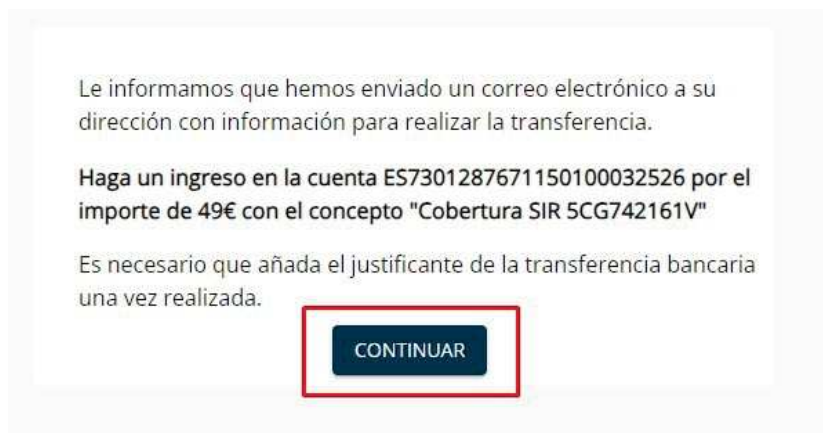 Le informamos que hemos enviado un correo electrónico a su
dirección con información para realizar la transferencia.
Haga un ingreso en la cuenta ES7301287671150100032526 por el
importe de 49€ con el concepto "Cobertura SIR 5CG742161V"
Es necesario que añada el justificante de la transferencia bancaria
una vez realizada.
CONTINUAR